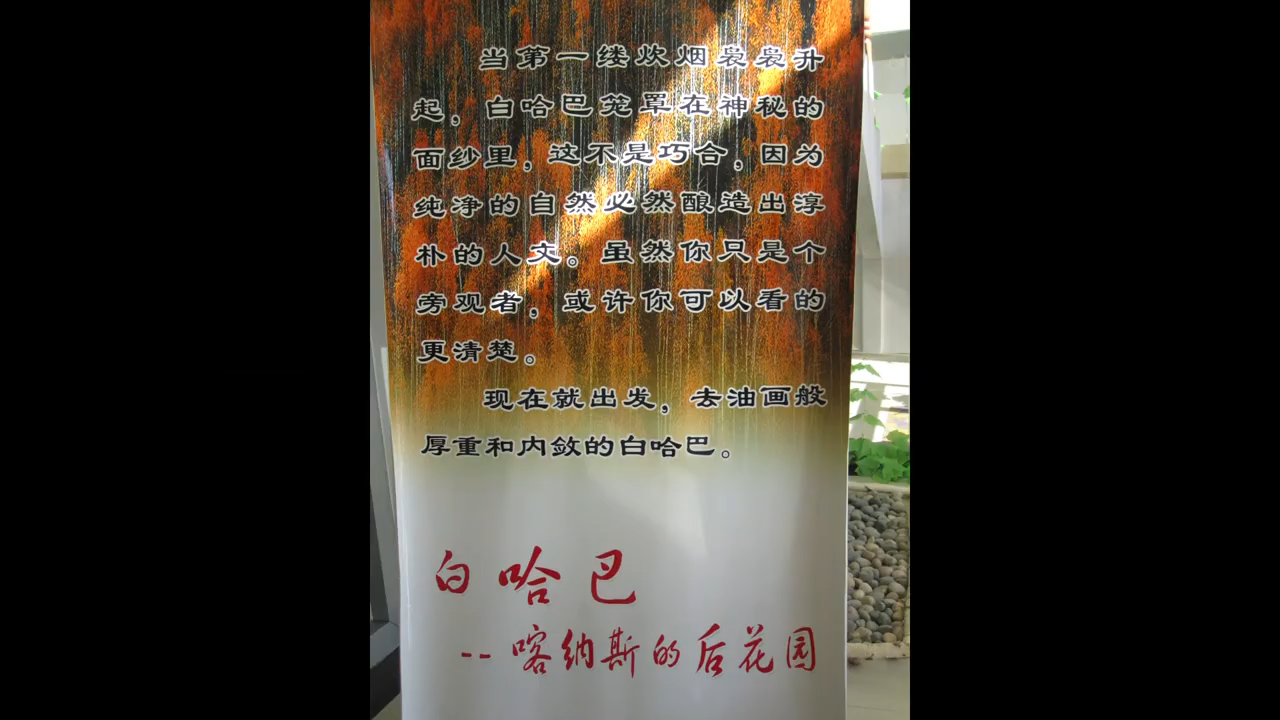 当第一缕炊烟袅袅升
起，白哈巴笼罩在神秘的
面纱里，这不是巧合，因为
纯净的自然必然酿造出淳
朴的人文。虽然你只是个
旁观者，或许你可以看的
更清楚。
现在就出发，去油画般
厚重和内敛的白哈巴。
白哈巴
--喀纳斯的后花园